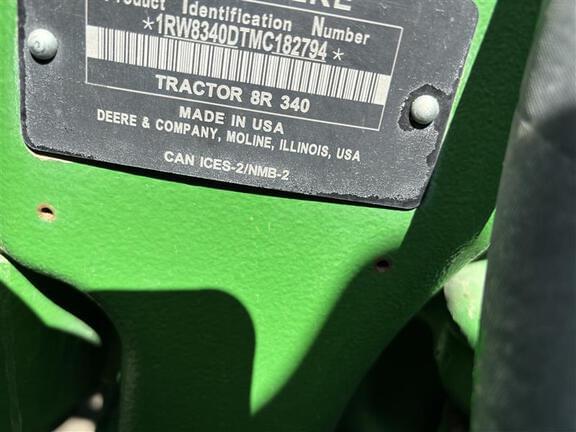 Product Identification Number
*1RW8340DTMC182794*
TRACTOR 8R 340
MADE IN USA
DEERE & COMPANY, MOLINE, ILLINOIS, USA
CAN ICES-2/NMB-2